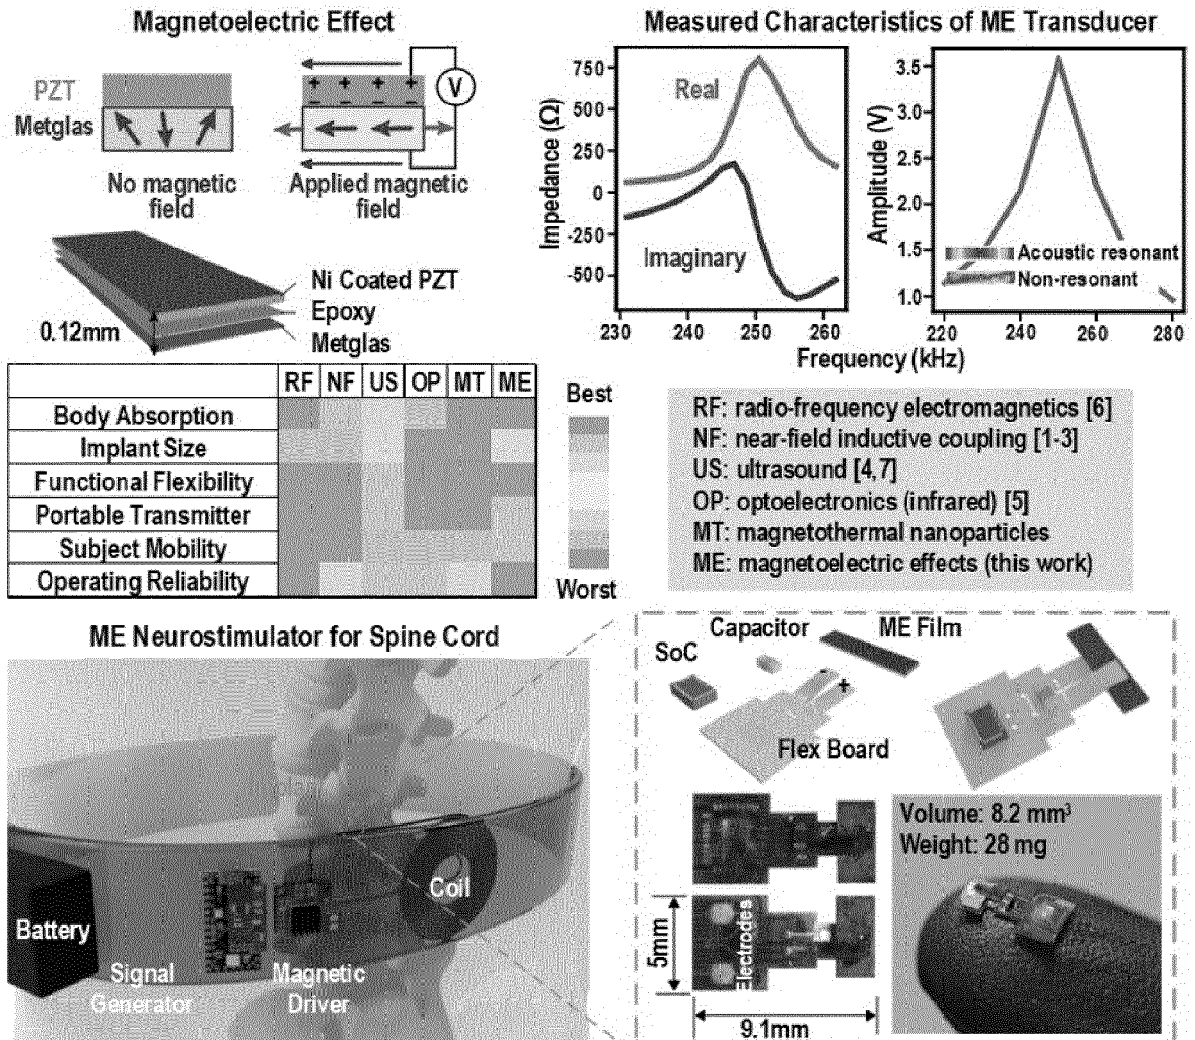 Magnetoelectric Effect
PZT
Metglas
No magnetic
field
+ + + +
− − − −
V
Applied magnetic
field
Ni Coated PZT
Epoxy
Metglas
0.12mm
Measured Characteristics of ME Transducer
Impedance (Ω)
750
500
250
0
-250
-500
Real
Imaginary
230 240 250 260
Amplitude (V)
3.5
3.0
2.5
2.0
1.5
1.0
Acoustic resonant
Non-resonant
220 240 260 280
Frequency (kHz)
RF NF US OP MT ME
Body Absorption
Implant Size
Functional Flexibility
Portable Transmitter
Subject Mobility
Operating Reliability
Best
Worst
RF: radio-frequency electromagnetics [6]
NF: near-field inductive coupling [1-3]
US: ultrasound [4,7]
OP: optoelectronics (infrared) [5]
MT: magnetothermal nanoparticles
ME: magnetoelectric effects (this work)
ME Neurostimulator for Spine Cord
Battery
Signal
Generator
Magnetic
Driver
Coil
Capacitor
ME Film
SoC
- +
Flex Board
Electrodes
5mm
9.1mm
Volume: 8.2 mm³
Weight: 28 mg